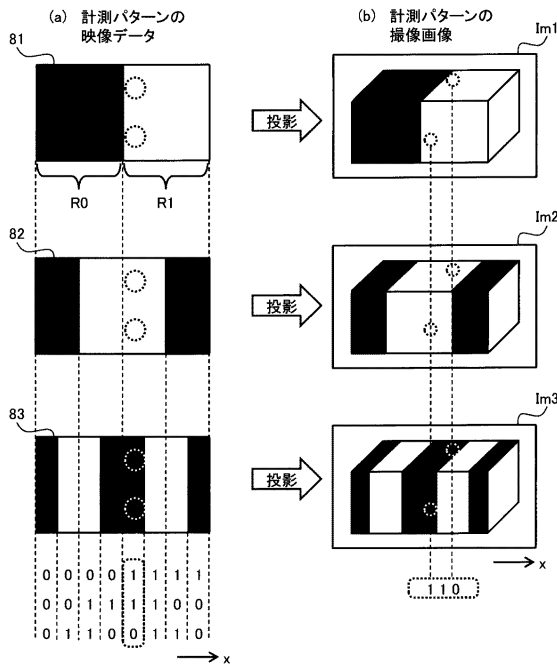 (a) 計測パターンの
映像データ
(b) 計測パターンの
撮像画像
81
R0
R1
投影
Im1
82
投影
Im2
83
投影
Im3
0 0 0 0 1 1 1 1
0 0 1 1 1 1 0 0
0 1 1 0 0 1 1 0
x
1 1 0
x